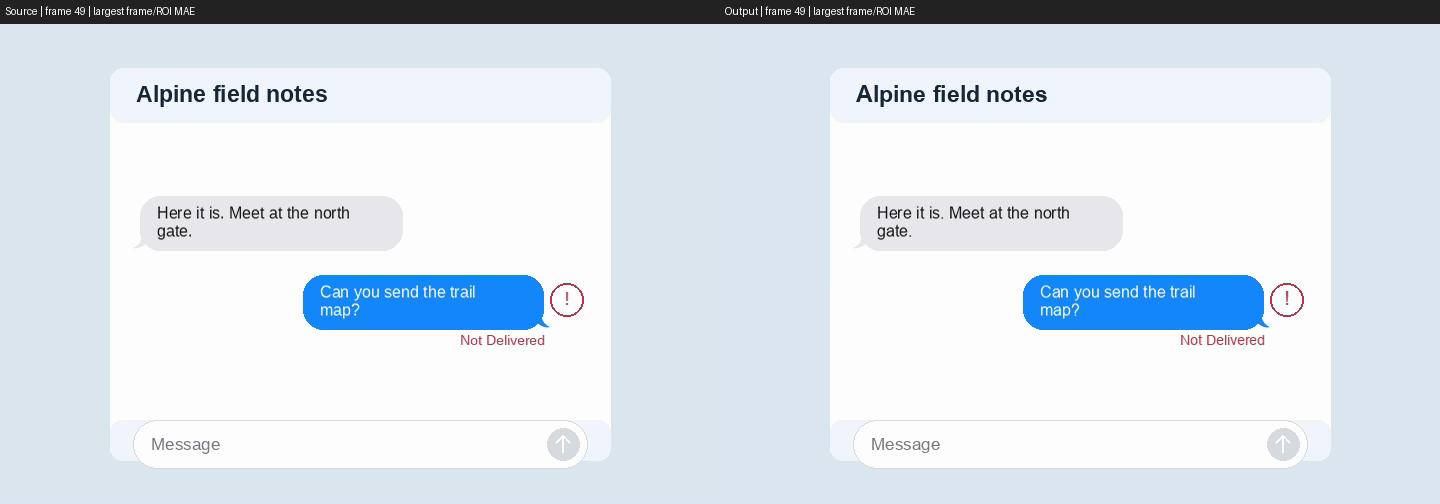 Source | frame 49 | largest frame/ROI MAE
Output | frame 49 | largest frame/ROI MAE
Alpine field notes
Here it is. Meet at the north
gate.
Can you send the trail
map?
!
Not Delivered
Message
Alpine field notes
Here it is. Meet at the north
gate.
Can you send the trail
map?
!
Not Delivered
Message